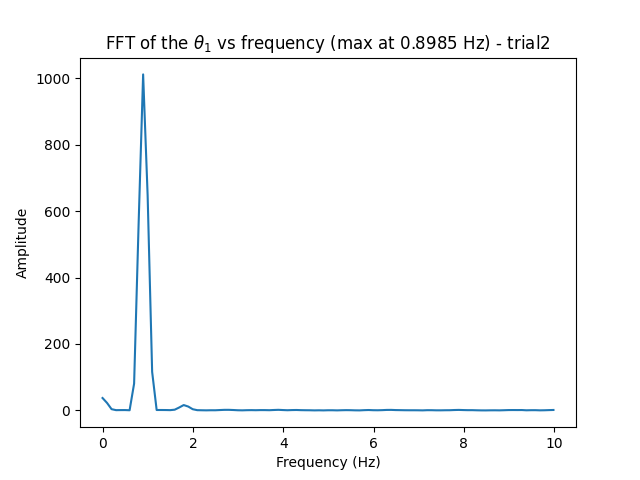 FFT of the θ₁ vs frequency (max at 0.8985 Hz) - trial2
1000
800
600
400
200
0
Amplitude
0 2 4 6 8 10
Frequency (Hz)